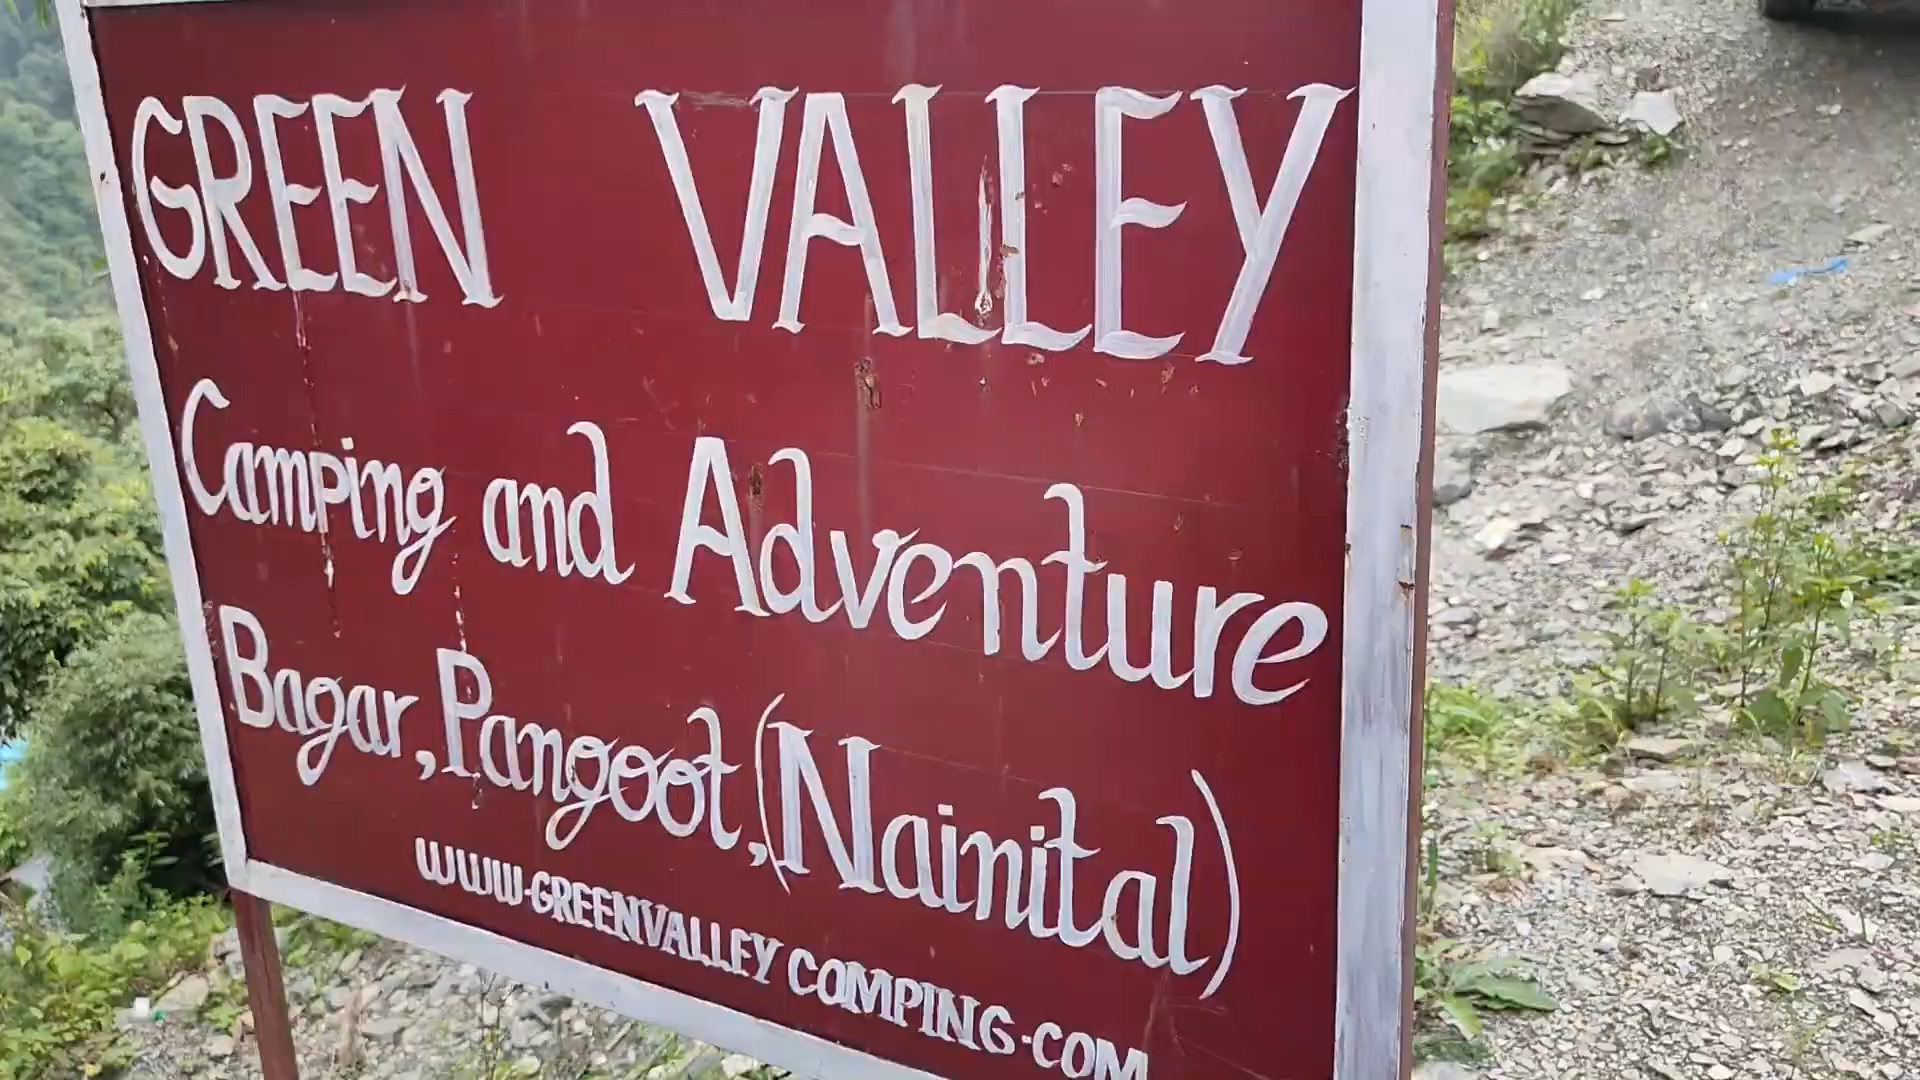 GREEN VALLEY
Camping and Adventure
Bagar, Pangoot, (Nainital)
WWW.GREENVALLEY COMPING.COM